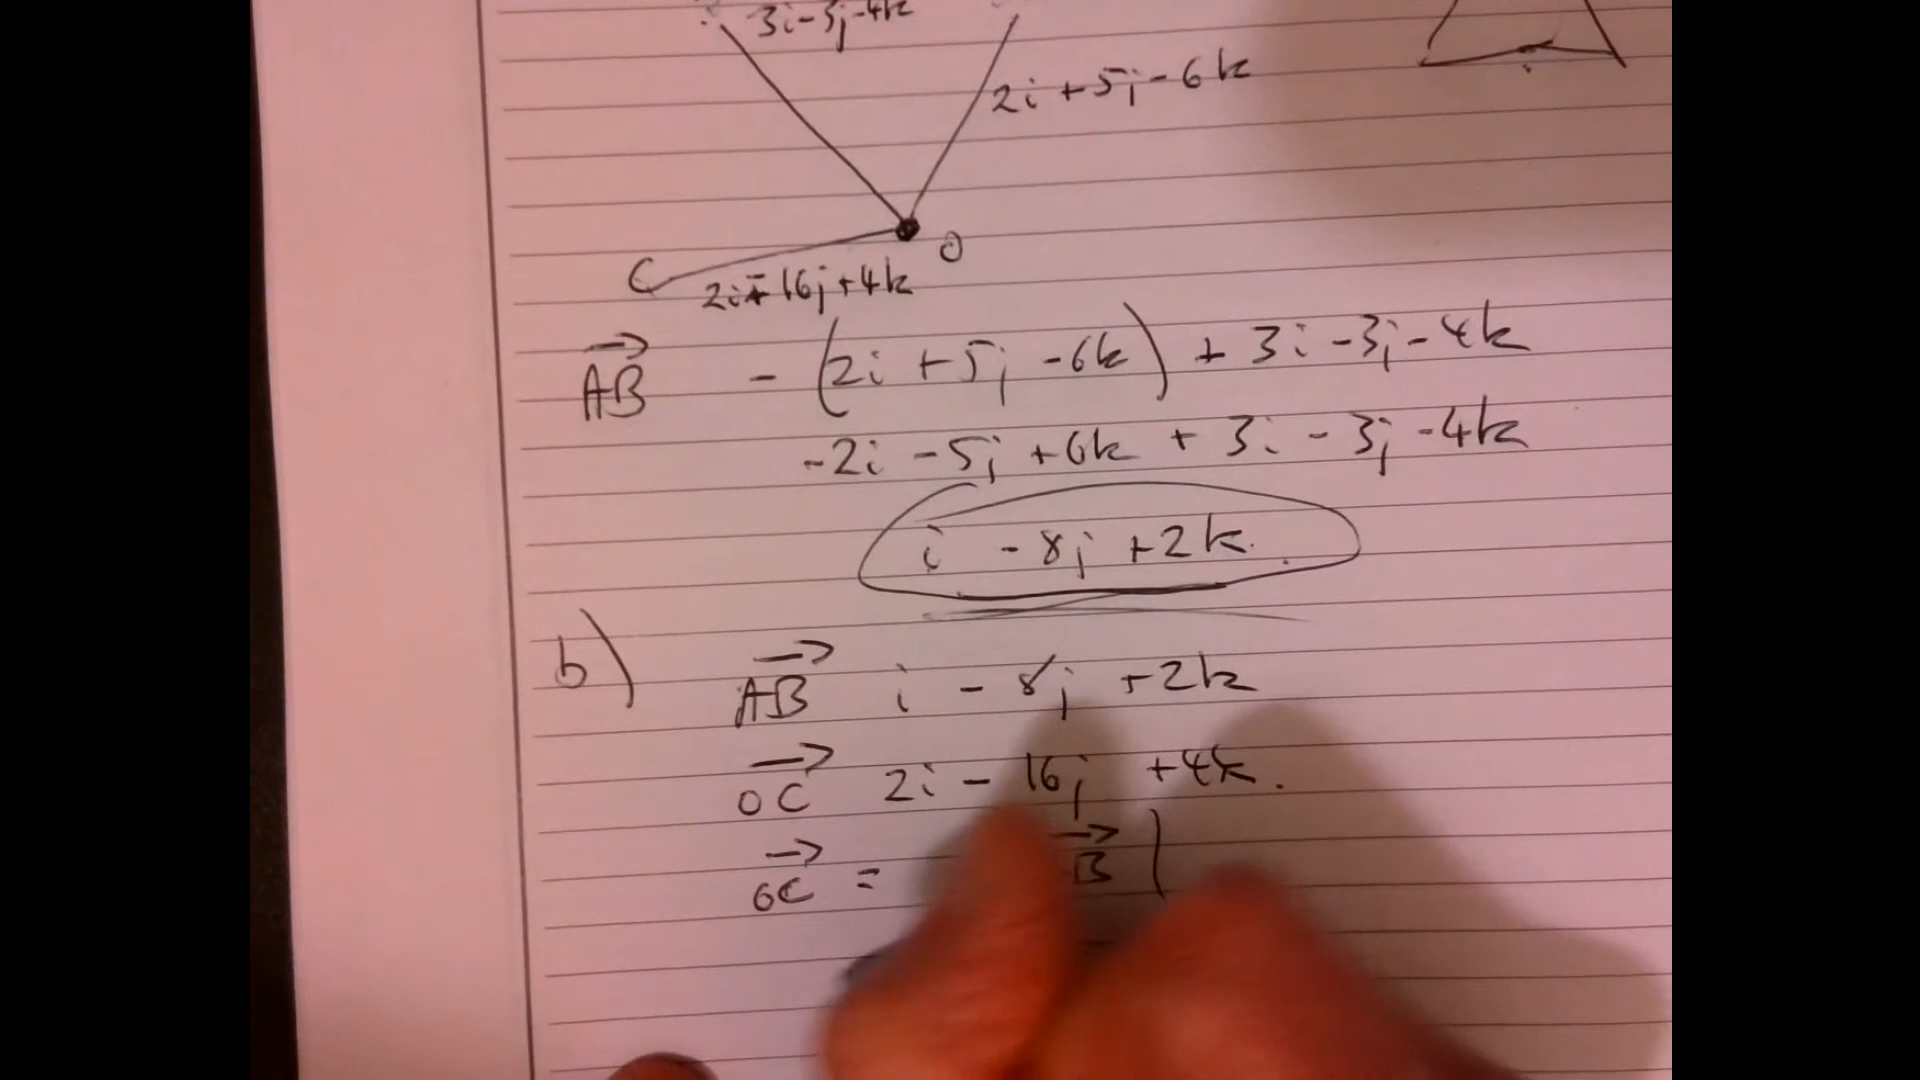 3i-3j-4k
2i+5j-6k
O
C
2i-16j+4k
AB -(2i+5j-6k)+3i-3j-4k
-2i-5j+6k+3i-3j-4k
i-8j+2k
b)
AB i-8j+2k
OC 2i-16j+4k.
OC = B)